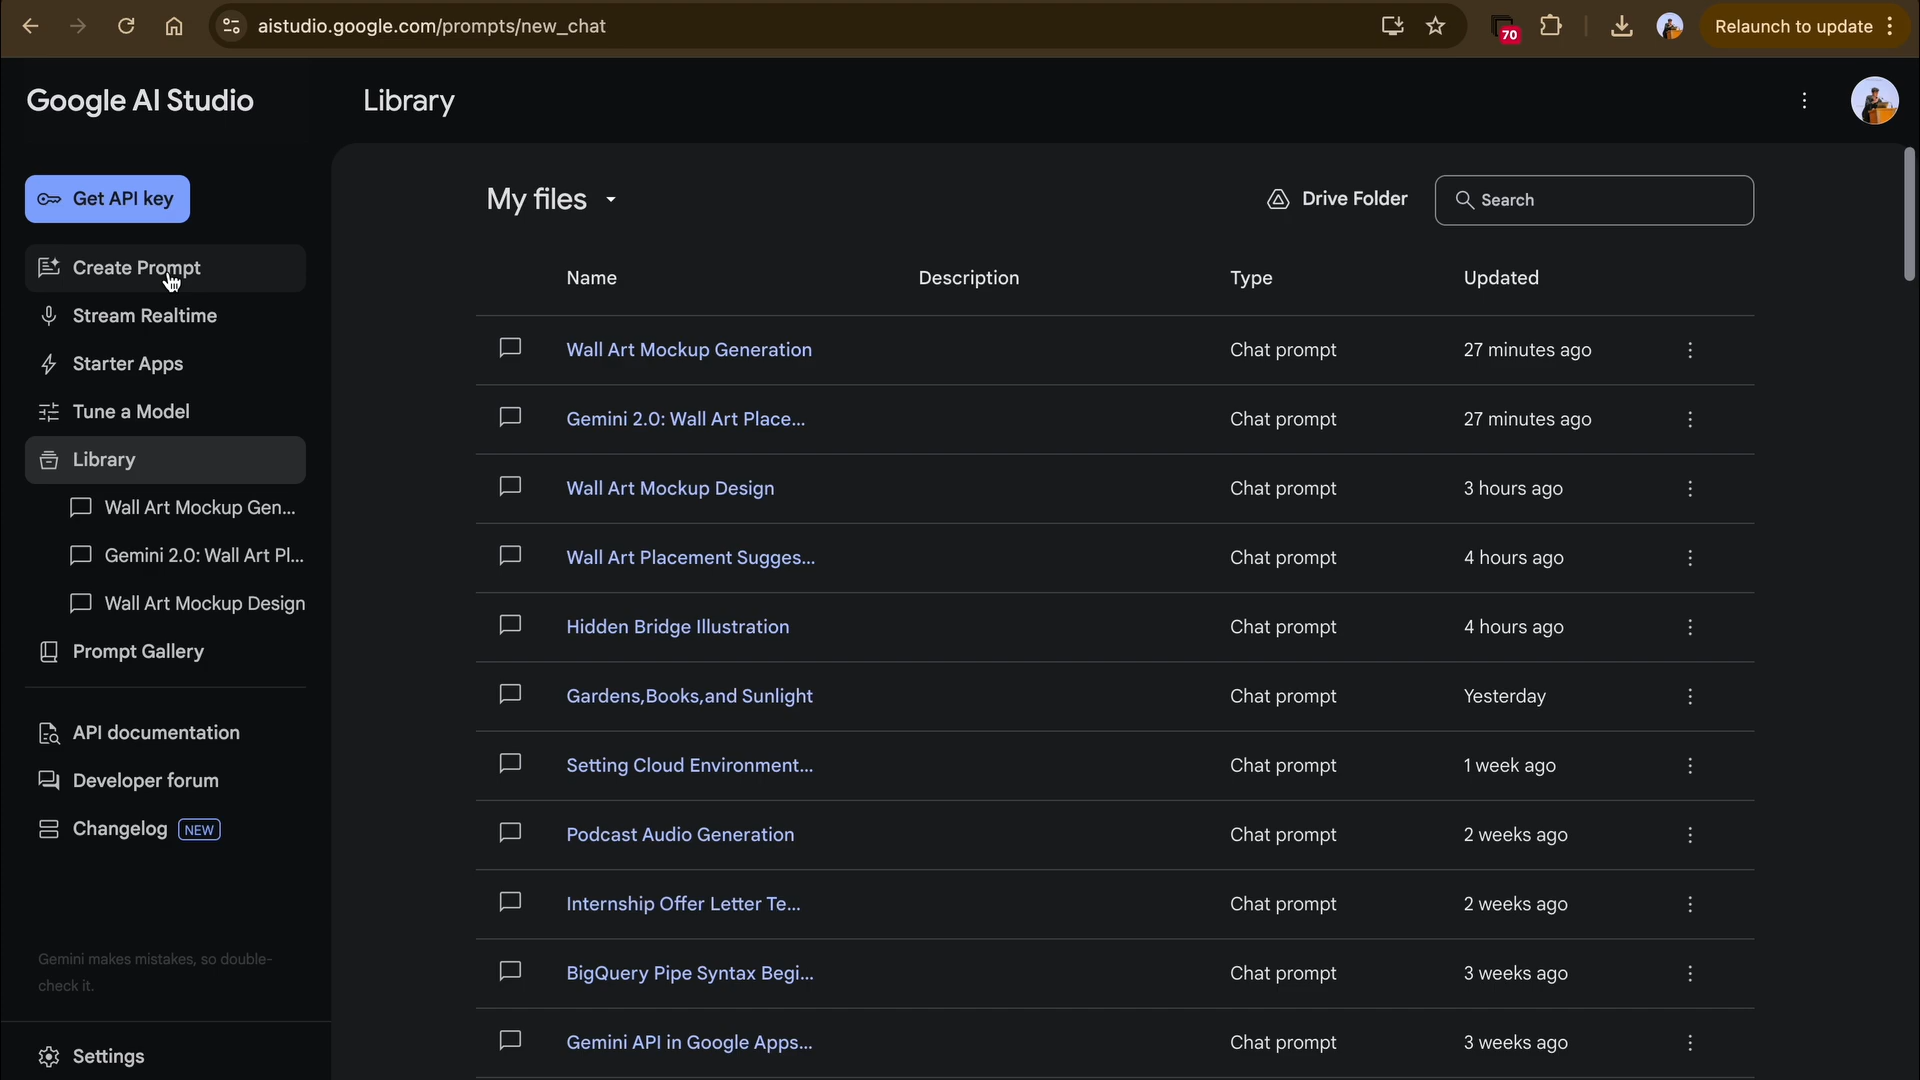 aistudio.google.com/prompts/new_chat
70
Relaunch to update
Google AI Studio
Library
Get API key
My files
Drive Folder
Search
Create Prompt
Stream Realtime
Starter Apps
Tune a Model
Library
Wall Art Mockup Gen...
Gemini 2.0: Wall Art Pl...
Wall Art Mockup Design
Prompt Gallery
API documentation
Developer forum
Changelog NEW
Gemini makes mistakes, so double-
check it.
Settings
Name Description Type Updated
Wall Art Mockup Generation Chat prompt 27 minutes ago
Gemini 2.0: Wall Art Place... Chat prompt 27 minutes ago
Wall Art Mockup Design Chat prompt 3 hours ago
Wall Art Placement Sugges... Chat prompt 4 hours ago
Hidden Bridge Illustration Chat prompt 4 hours ago
Gardens,Books,and Sunlight Chat prompt Yesterday
Setting Cloud Environment... Chat prompt 1 week ago
Podcast Audio Generation Chat prompt 2 weeks ago
Internship Offer Letter Te... Chat prompt 2 weeks ago
BigQuery Pipe Syntax Begi... Chat prompt 3 weeks ago
Gemini API in Google Apps... Chat prompt 3 weeks ago